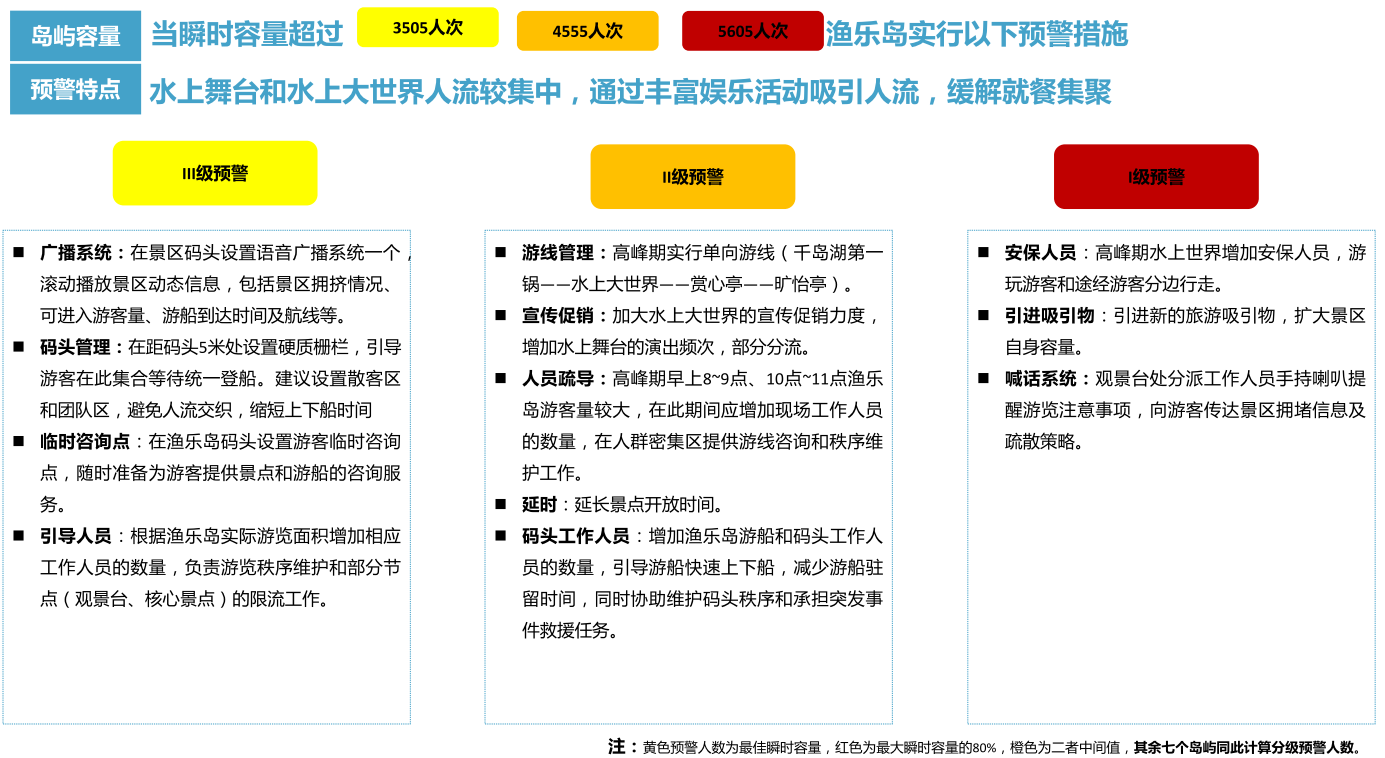 岛屿容量
当瞬时容量超过 3505人次 4555人次 5605人次 渔乐岛实行以下预警措施
预警特点
水上舞台和水上大世界人流较集中，通过丰富娱乐活动吸引人流，缓解就餐集聚
III级预警
■ 广播系统：在景区码头设置语音广播系统一个，
滚动播放景区动态信息，包括景区拥挤情况、
可进入游客量、游船到达时间及航线等。
■ 码头管理：在距码头5米处设置硬质栅栏，引导
游客在此集合等待统一登船。建议设置散客区
和团队区，避免人流交织，缩短上下船时间
■ 临时咨询点：在渔乐岛码头设置游客临时咨询
点，随时准备为游客提供景点和游船的咨询服
务。
■ 引导人员：根据渔乐岛实际游览面积增加相应
工作人员的数量，负责游览秩序维护和部分节
点（观景台、核心景点）的限流工作。
II级预警
■ 游线管理：高峰期实行单向游线（千岛湖第一
锅——水上大世界——赏心亭——旷怡亭）。
■ 宣传促销：加大水上大世界的宣传促销力度，
增加水上舞台的演出频次，部分分流。
■ 人员疏导：高峰期早上8~9点、10点~11点渔乐
岛游客量较大，在此期间应增加现场工作人员
的数量，在人群密集区提供游线咨询和秩序维
护工作。
■ 延时：延长景点开放时间。
■ 码头工作人员：增加渔乐岛游船和码头工作人
员的数量，引导游船快速上下船，减少游船驻
留时间，同时协助维护码头秩序和承担突发事
件救援任务。
I级预警
■ 安保人员：高峰期水上世界增加安保人员，游
玩游客和途经游客分边行走。
■ 引进吸引物：引进新的旅游吸引物，扩大景区
自身容量。
■ 喊话系统：观景台处分派工作人员手持喇叭提
醒游览注意事项，向游客传达景区拥堵信息及
疏散策略。
注：黄色预警人数为最佳瞬时容量，红色为最大瞬时容量的80%，橙色为二者中间值，其余七个岛屿同此计算分级预警人数。